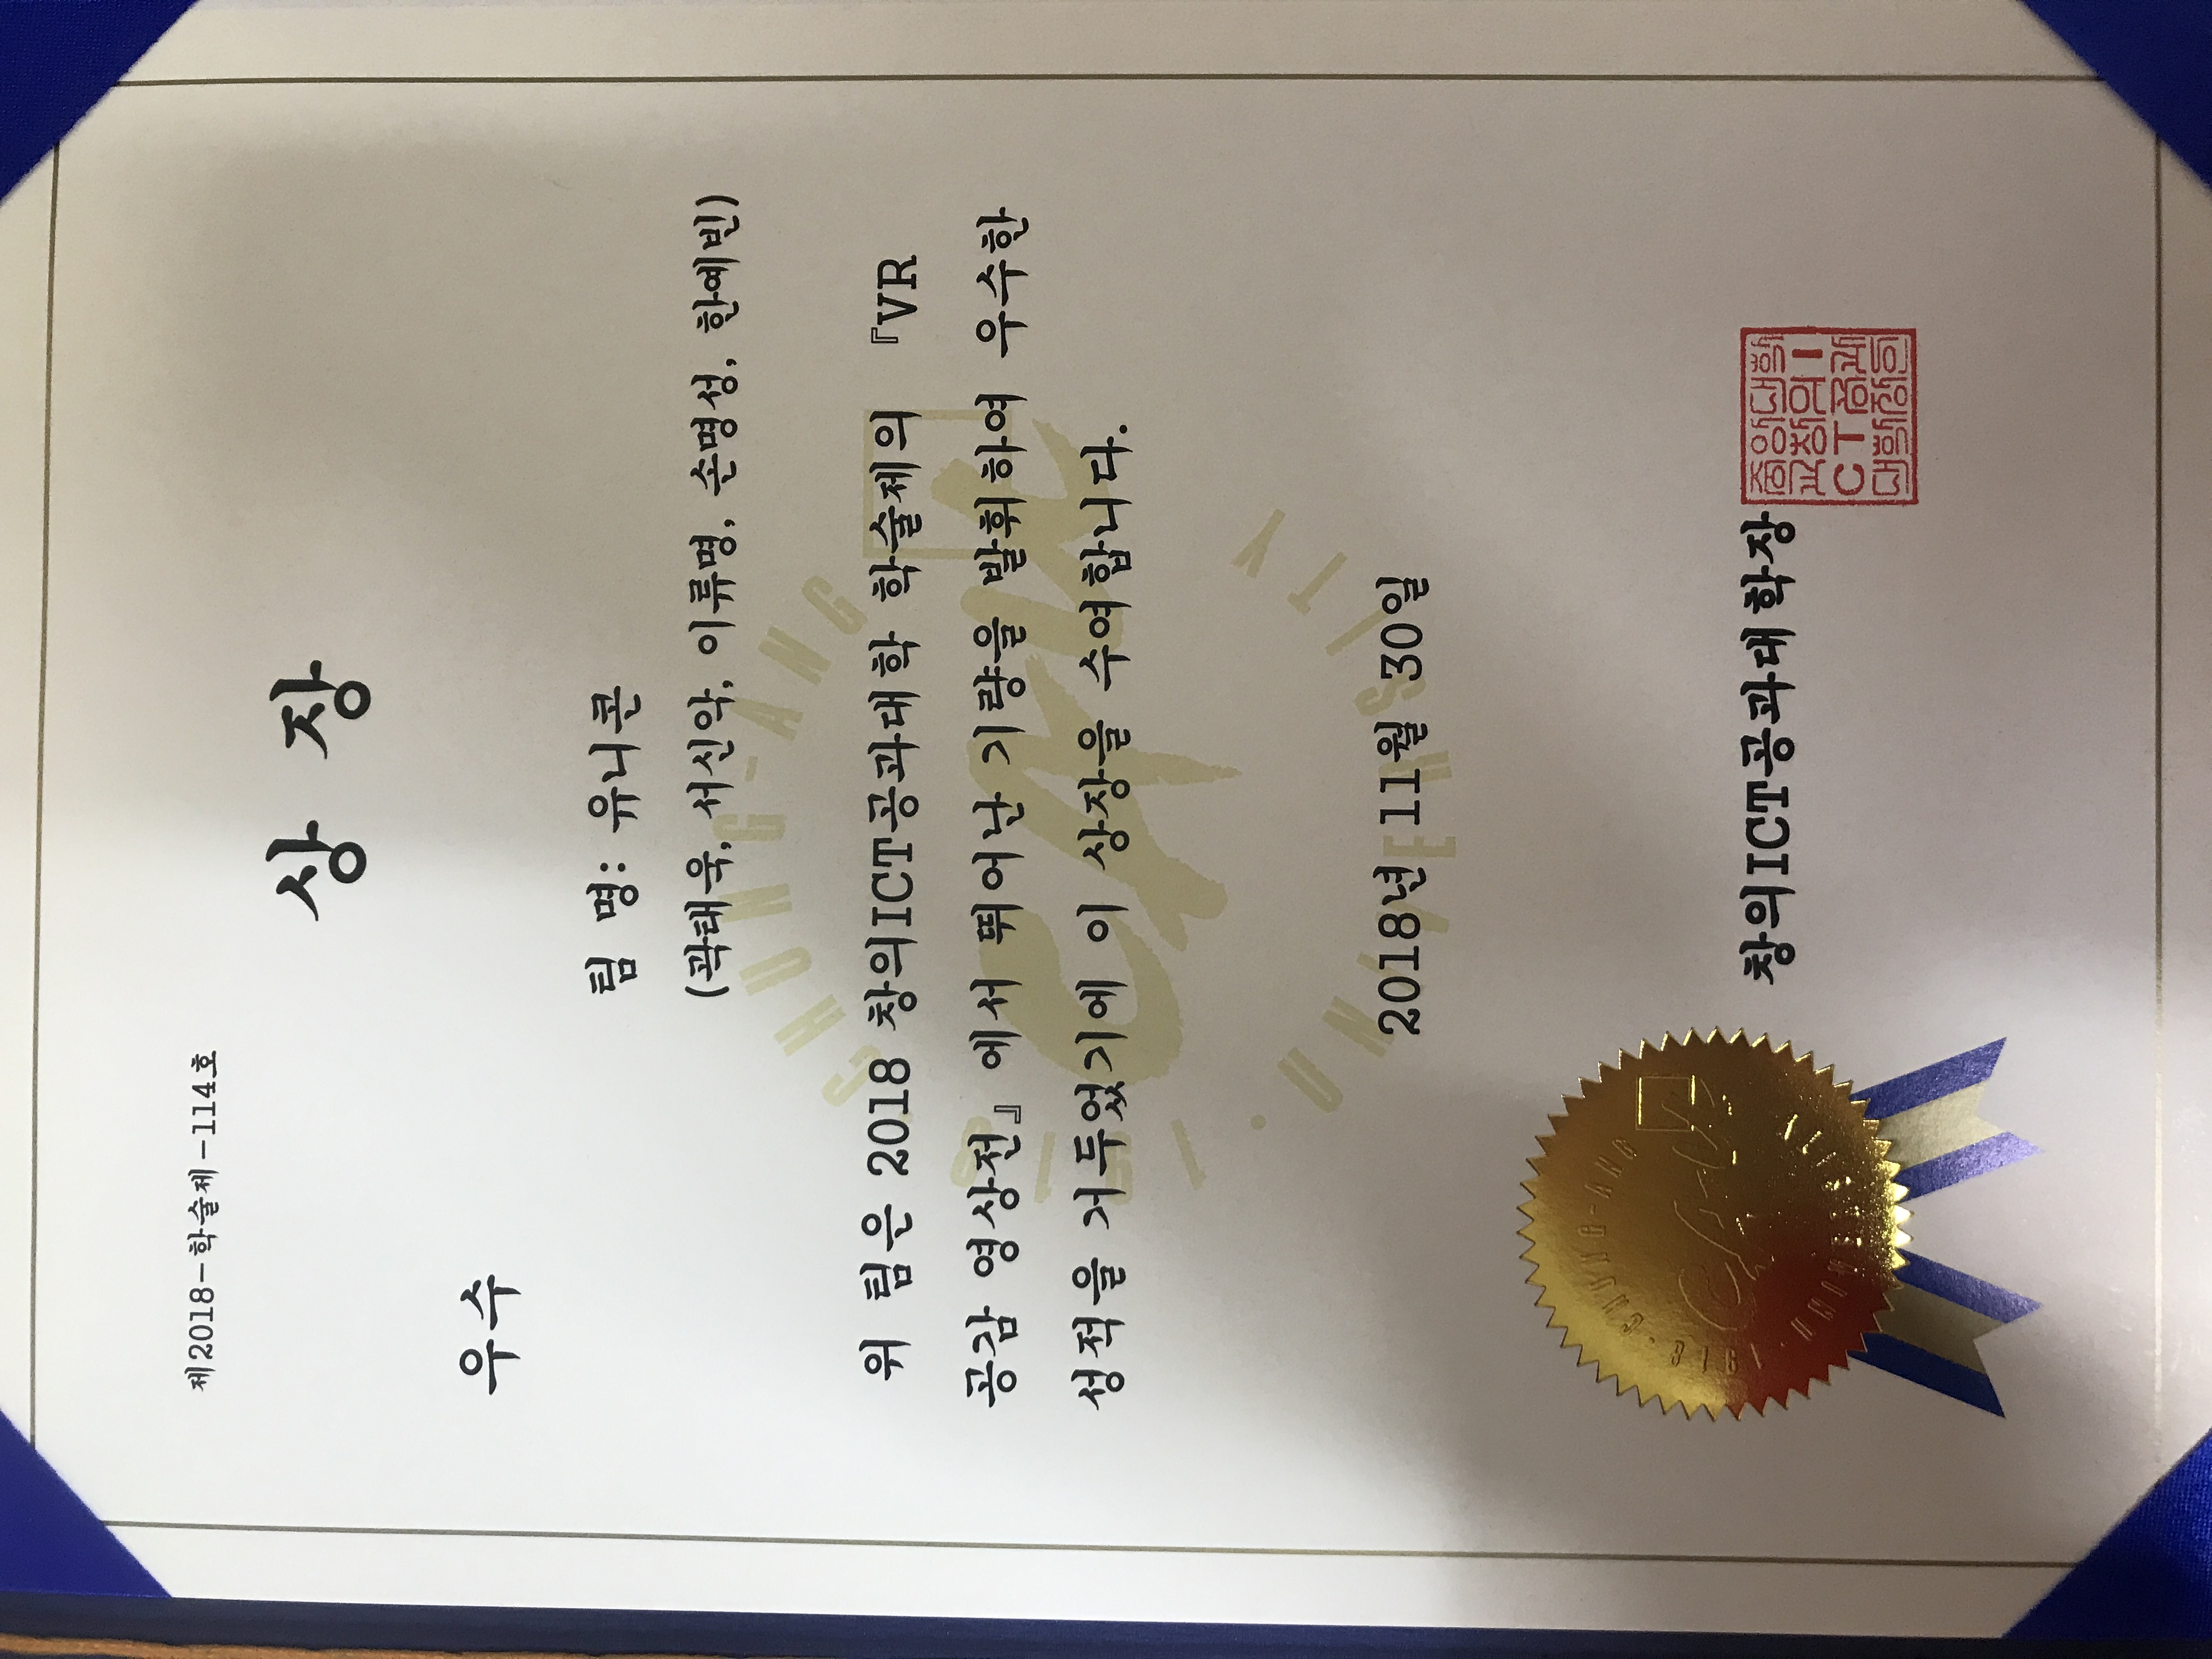 제2018-학술제-114호
상 장
우수
팀 명: 유니콘
(곽태욱, 서신악, 이류명, 손명성, 한예빈)
위 팀은 2018 창의ICT공과대학 학술제의 『VR
공감 영상전』에서 뛰어난 기량을 발휘하여 우수한
성적을 거두었기에 이 상장을 수여합니다.
1918 · CHUNG-ANG
CAU
· UNIVERSITY
2018년 11월 30일
1918 · CHUNG-ANG
CAU
UNIVERSITY
창의ICT공과대학장
중앙대학
교창의I
CT공과
대학장인